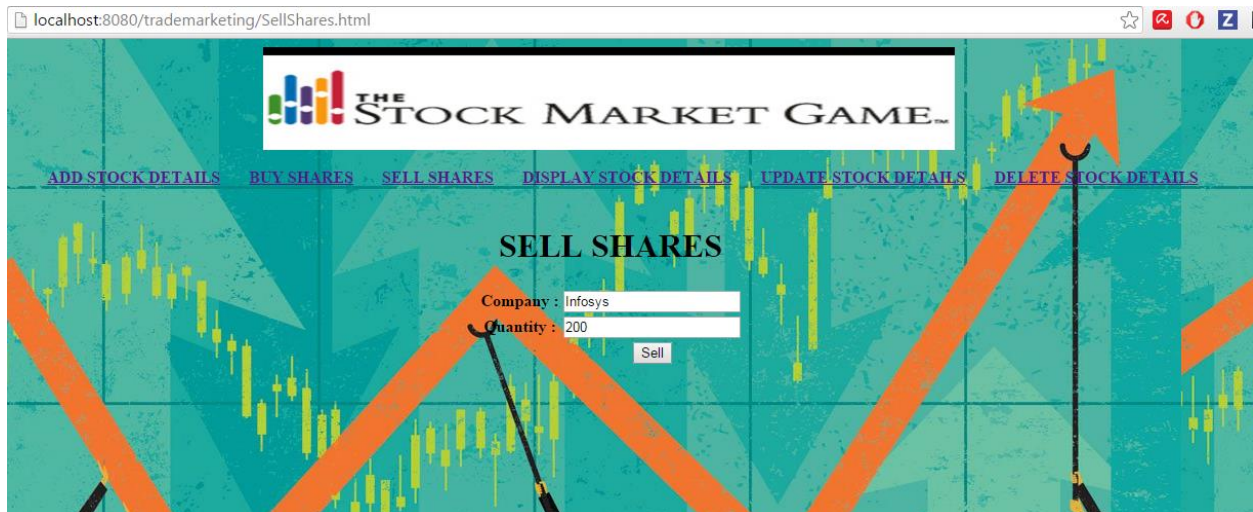 localhost:8080/trademarketing/SellShares.html
Z
THE
STOCK MARKET GAME™
ADD STOCK DETAILS BUY SHARES SELL SHARES DISPLAY STOCK DETAILS UPDATE STOCK DETAILS DELETE STOCK DETAILS
SELL SHARES
Company : Infosys
Quantity : 200
Sell